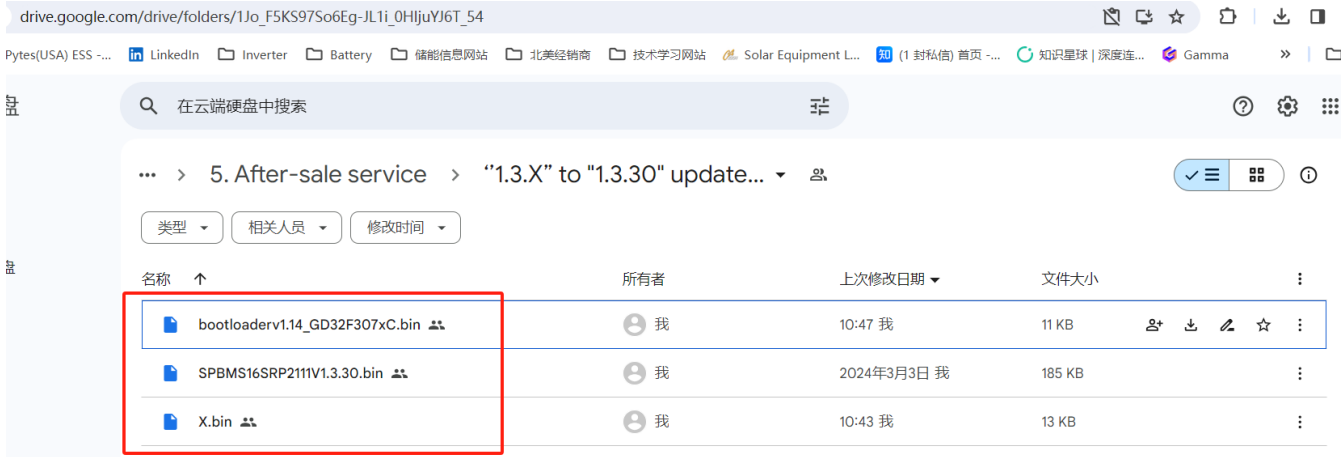 drive.google.com/drive/folders/1Jo_F5KS97So6Eg-JL1i_0HIjuYJ6T_54
Pytes(USA) ESS -... LinkedIn Inverter Battery 储能信息网站 北美经销商 技术学习网站 Solar Equipment L... 知 (1 封私信) 首页 -... 知识星球 | 深度连... Gamma »
盘 在云端硬盘中搜索
... > 5. After-sale service > “1.3.X” to "1.3.30" update...
类型 相关人员 修改时间
盘
名称 所有者 上次修改日期 文件大小
bootloaderv1.14_GD32F307xC.bin 我 10:47 我 11 KB
SPBMS16SRP2111V1.3.30.bin 我 2024年3月3日 我 185 KB
X.bin 我 10:43 我 13 KB